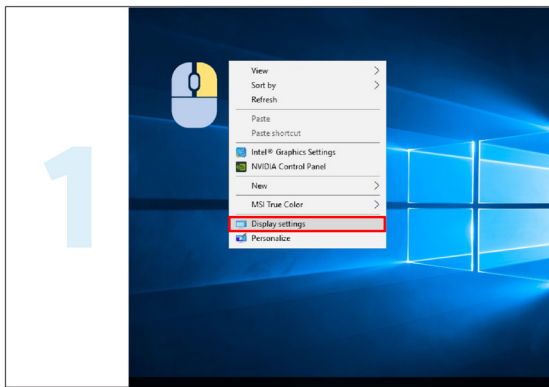 1
View
Sort by
Refresh
Paste
Paste shortcut
Intel® Graphics Settings
NVIDIA Control Panel
New
MSI True Color
Display settings
Personalize